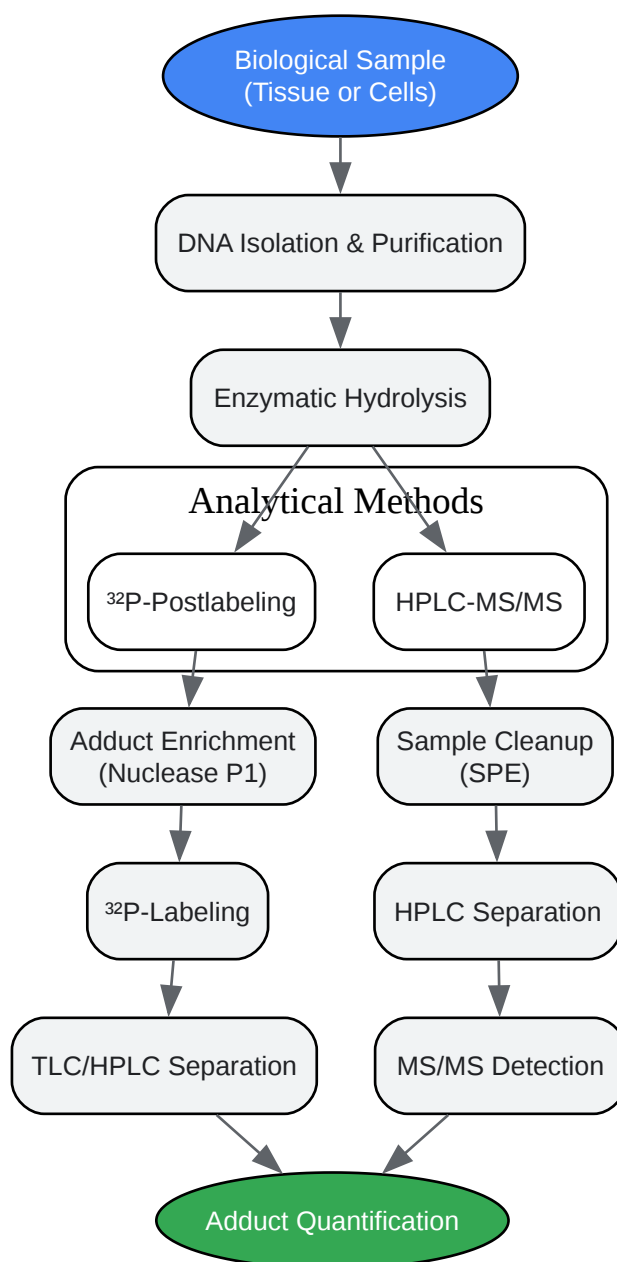 Biological Sample
(Tissue or Cells)
DNA Isolation & Purification
Enzymatic Hydrolysis
Analytical Methods
³²P-Postlabeling
HPLC-MS/MS
Adduct Enrichment
(Nuclease P1)
Sample Cleanup
(SPE)
³²P-Labeling
HPLC Separation
TLC/HPLC Separation
MS/MS Detection
Adduct Quantification